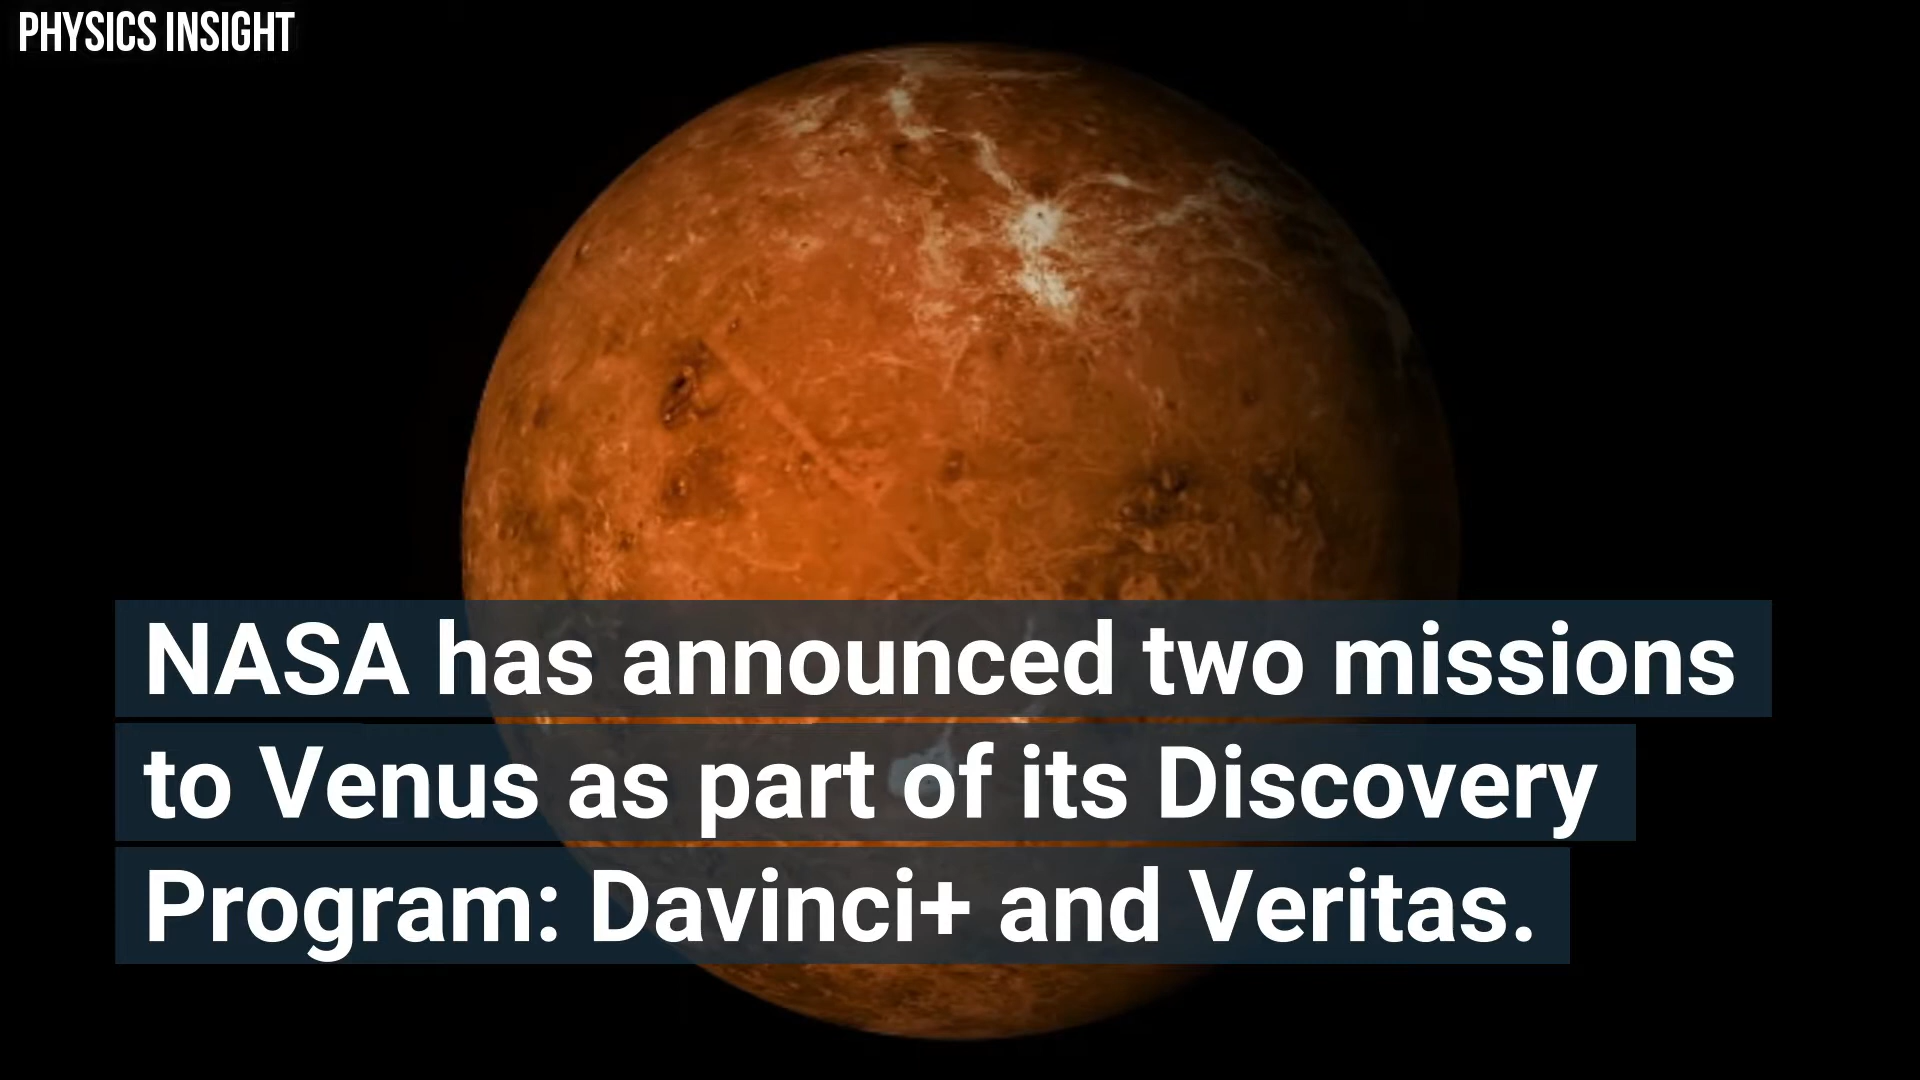 PHYSICS INSIGHT
NASA has announced two missions
to Venus as part of its Discovery
Program: Davinci+ and Veritas.